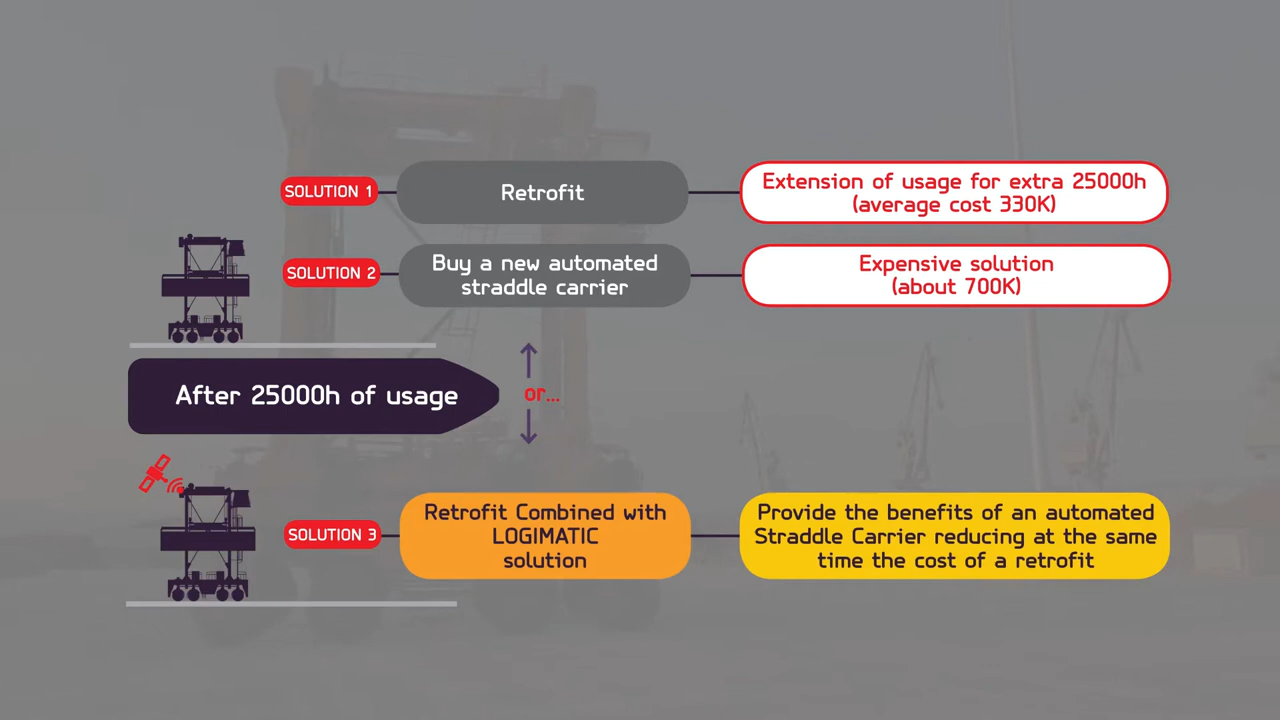 SOLUTION 1
Retrofit
Extension of usage for extra 25000h
(average cost 330K)
SOLUTION 2
Buy a new automated
straddle carrier
Expensive solution
(about 700K)
After 25000h of usage
or...
SOLUTION 3
Retrofit Combined with
LOGIMATIC
solution
Provide the benefits of an automated
Straddle Carrier reducing at the same
time the cost of a retrofit